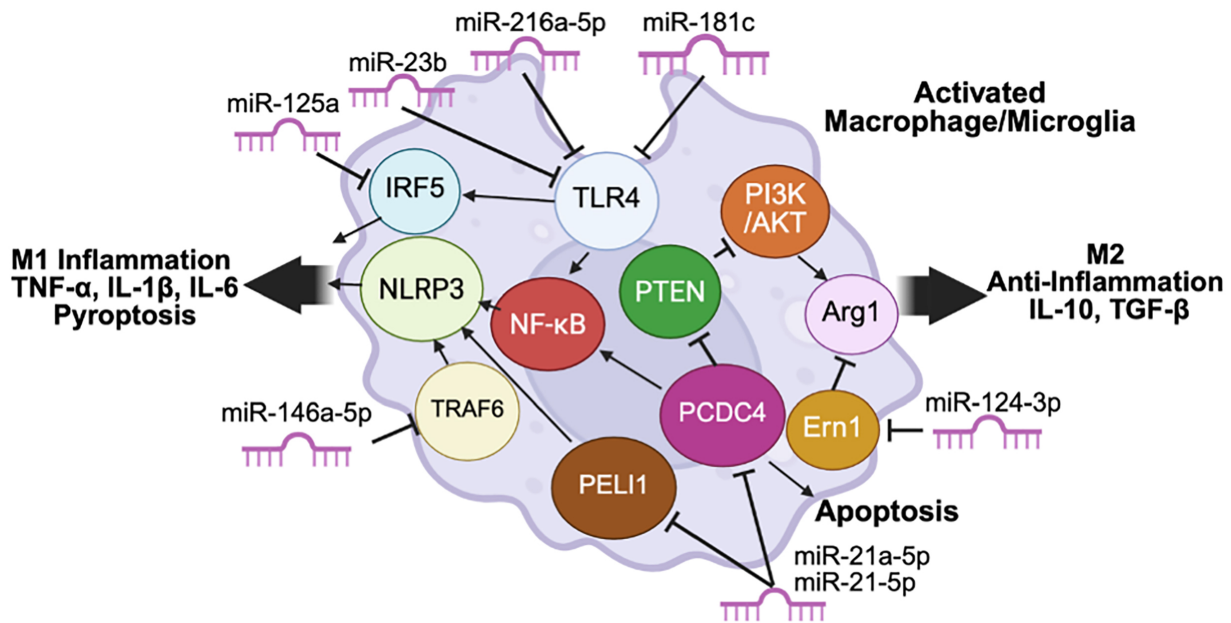 miR-216a-5p
miR-181c
miR-23b
miR-125a
Activated
Macrophage/Microglia
IRF5
TLR4
PI3K
/AKT
M1 Inflammation
TNF-α, IL-1β, IL-6
Pyroptosis
NLRP3
NF-κB
PTEN
Arg1
M2
Anti-Inflammation
IL-10, TGF-β
miR-146a-5p
TRAF6
PCDC4
Ern1
miR-124-3p
PELI1
Apoptosis
miR-21a-5p
miR-21-5p